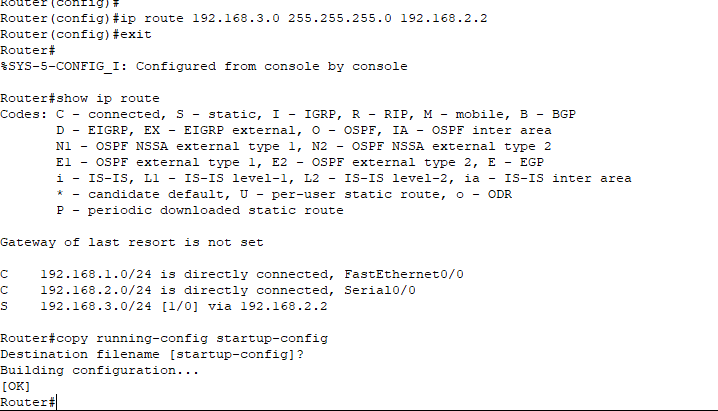 Router(config)#
Router(config)#ip route 192.168.3.0 255.255.255.0 192.168.2.2
Router(config)#exit
Router#
%SYS-5-CONFIG_I: Configured from console by console

Router#show ip route
Codes: C - connected, S - static, I - IGRP, R - RIP, M - mobile, B - BGP
       D - EIGRP, EX - EIGRP external, O - OSPF, IA - OSPF inter area
       N1 - OSPF NSSA external type 1, N2 - OSPF NSSA external type 2
       E1 - OSPF external type 1, E2 - OSPF external type 2, E - EGP
       i - IS-IS, L1 - IS-IS level-1, L2 - IS-IS level-2, ia - IS-IS inter area
       * - candidate default, U - per-user static route, o - ODR
       P - periodic downloaded static route

Gateway of last resort is not set

C    192.168.1.0/24 is directly connected, FastEthernet0/0
C    192.168.2.0/24 is directly connected, Serial0/0
S    192.168.3.0/24 [1/0] via 192.168.2.2

Router#copy running-config startup-config
Destination filename [startup-config]?
Building configuration...
[OK]
Router#